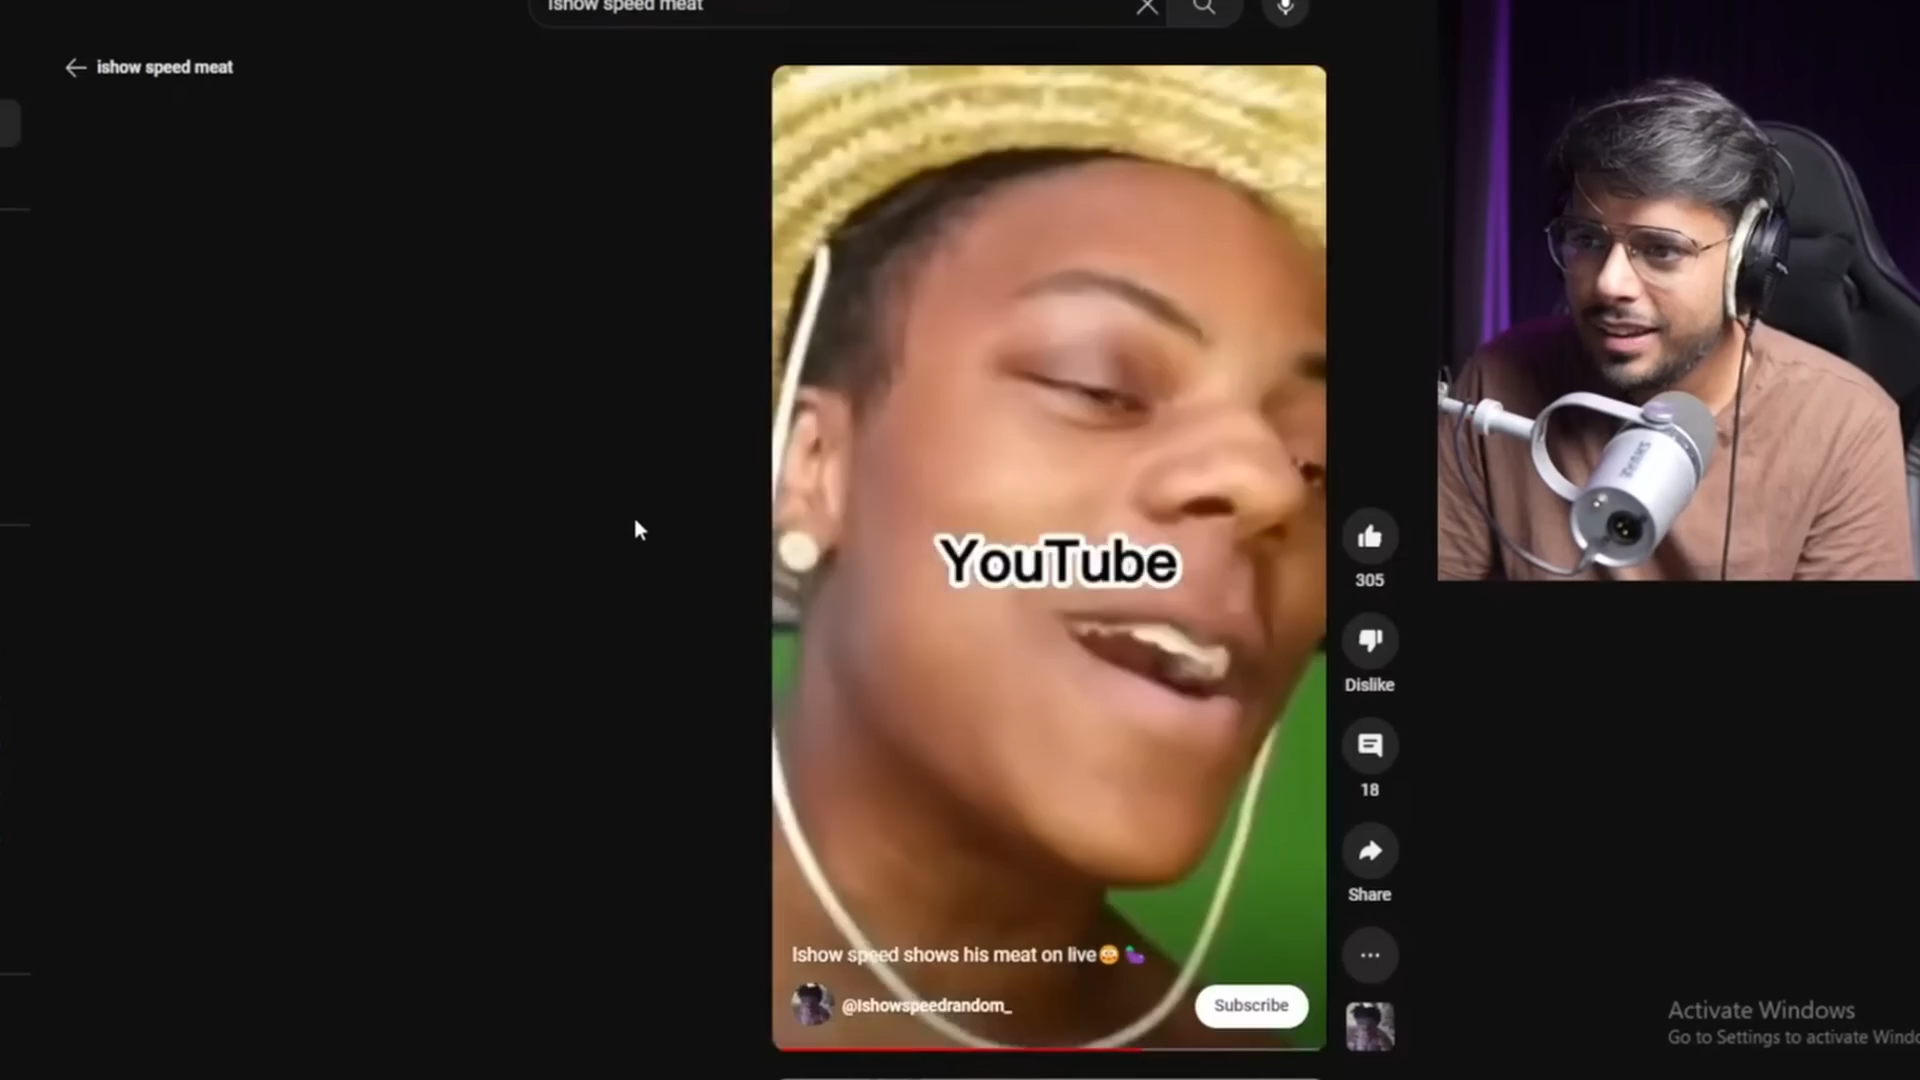 ishow speed meat
ishow speed meat
YouTube
305
Dislike
18
Share
Ishow speed shows his meat on live😳🍆
@Ishowspeedrandom_
Subscribe
Activate Windows
Go to Settings to activate